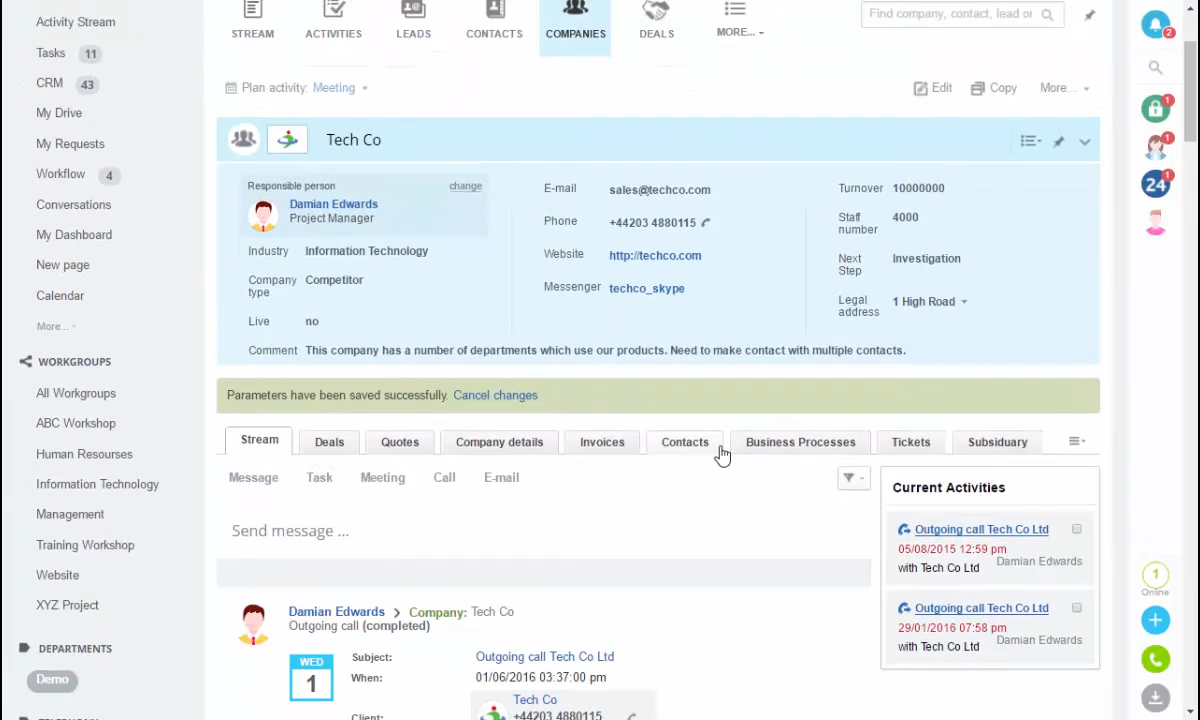 Activity Stream
Tasks 11
CRM 43
My Drive
My Requests
Workflow 4
Conversations
My Dashboard
New page
Calendar
More...
WORKGROUPS
All Workgroups
ABC Workshop
Human Resourses
Information Technology
Management
Training Workshop
Website
XYZ Project
DEPARTMENTS
Demo
STREAM ACTIVITIES LEADS CONTACTS COMPANIES DEALS MORE...
Find company, contact, lead or
Plan activity: Meeting
Edit Copy More...
Tech Co
Responsible person change
Damian Edwards
Project Manager
Industry Information Technology
Company type Competitor
Live no
Comment This company has a number of departments which use our products. Need to make contact with multiple contacts.
E-mail sales@techco.com
Phone +44203 4880115
Website http://techco.com
Messenger techco_skype
Turnover 10000000
Staff number 4000
Next Step Investigation
Legal address 1 High Road
Parameters have been saved successfully. Cancel changes
Stream Deals Quotes Company details Invoices Contacts Business Processes Tickets Subsiduary
Message Task Meeting Call E-mail
Send message ...
Damian Edwards > Company: Tech Co
Outgoing call (completed)
WED
1
Subject: Outgoing call Tech Co Ltd
When: 01/06/2016 03:37:00 pm
Client: Tech Co
+44203 4880115
Current Activities
Outgoing call Tech Co Ltd
05/08/2015 12:59 pm
Damian Edwards
with Tech Co Ltd
Outgoing call Tech Co Ltd
29/01/2016 07:58 pm
Damian Edwards
with Tech Co Ltd
2
1
1
24
1
1
Online